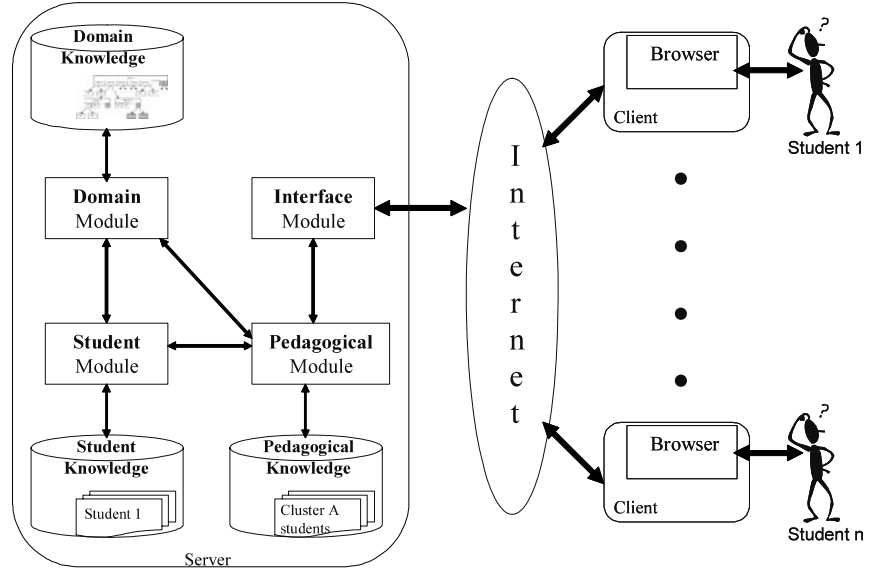 Domain
Knowledge
Domain
Module
Interface
Module
Student
Module
Pedagogical
Module
Student
Knowledge
Student 1
Pedagogical
Knowledge
Cluster A
students
Server
I
n
t
e
r
n
e
t
Browser
Client
?
Student 1
Browser
Client
?
Student n